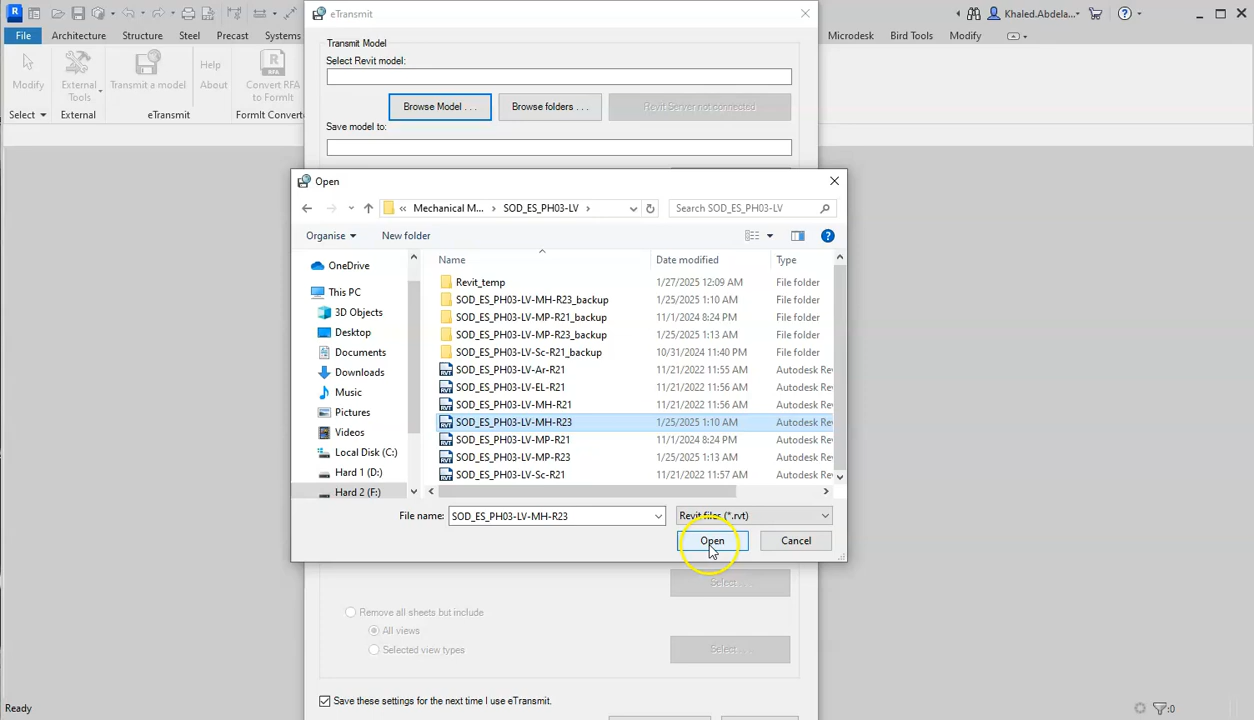 eTransmit
Khaled.Abdela...
File
Architecture
Structure
Steel
Precast
Systems
Microdesk
Bird Tools
Modify
Modify
External
Tools
Transmit a model
Help
About
Convert RFA
to FormIt
Select
External
eTransmit
FormIt Convert
Transmit Model
Select Revit model:
Browse Model . . .
Browse folders . . .
Revit Server not connected
Save model to:
Open
Mechanical M...
SOD_ES_PH03-LV
Search SOD_ES_PH03-LV
Organise
New folder
Name
Date modified
Type
OneDrive
This PC
3D Objects
Desktop
Documents
Downloads
Music
Pictures
Videos
Local Disk (C:)
Hard 1 (D:)
Hard 2 (F:)
Revit_temp 1/27/2025 12:09 AM File folder
SOD_ES_PH03-LV-MH-R23_backup 1/25/2025 1:10 AM File folder
SOD_ES_PH03-LV-MP-R21_backup 11/1/2024 8:24 PM File folder
SOD_ES_PH03-LV-MP-R23_backup 1/25/2025 1:13 AM File folder
SOD_ES_PH03-LV-Sc-R21_backup 10/31/2024 11:40 PM File folder
SOD_ES_PH03-LV-Ar-R21 11/21/2022 11:55 AM Autodesk Re
SOD_ES_PH03-LV-EL-R21 11/21/2022 11:56 AM Autodesk Re
SOD_ES_PH03-LV-MH-R21 11/21/2022 11:56 AM Autodesk Re
SOD_ES_PH03-LV-MH-R23 1/25/2025 1:10 AM Autodesk Re
SOD_ES_PH03-LV-MP-R21 11/1/2024 8:24 PM Autodesk Re
SOD_ES_PH03-LV-MP-R23 1/25/2025 1:13 AM Autodesk Re
SOD_ES_PH03-LV-Sc-R21 11/21/2022 11:57 AM Autodesk Re
File name:
SOD_ES_PH03-LV-MH-R23
Revit files (*.rvt)
Open
Cancel
Select . . .
Remove all sheets but include
All views
Selected view types
Select . . .
Save these settings for the next time I use eTransmit.
Ready
:0